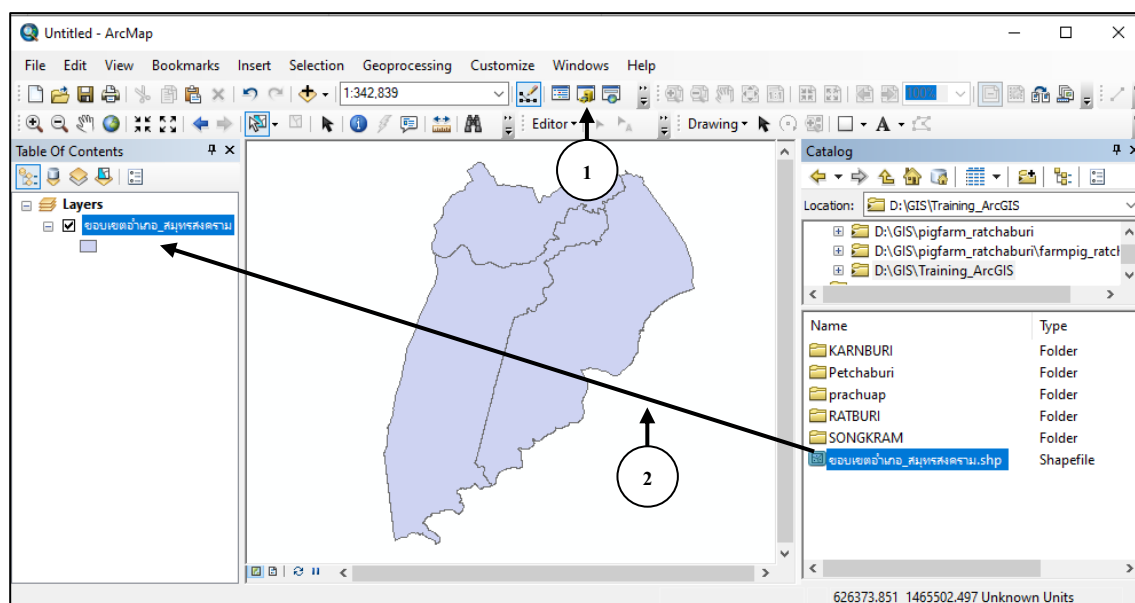 Untitled - ArcMap
File Edit View Bookmarks Insert Selection Geoprocessing Customize Windows Help
1:342,839 100%
Editor Drawing A
Table Of Contents
Layers
ขอบเขตอำเภอ_สมุทรสงคราม
1
2
Catalog
Location: D:\GIS\Training_ArcGIS
D:\GIS\pigfarm_ratchaburi
D:\GIS\pigfarm_ratchaburi\farmpig_ratcl
D:\GIS\Training_ArcGIS
Name Type
KARNBURI Folder
Petchaburi Folder
prachuap Folder
RATBURI Folder
SONGKRAM Folder
ขอบเขตอำเภอ_สมุทรสงคราม.shp Shapefile
626373.851 1465502.497 Unknown Units